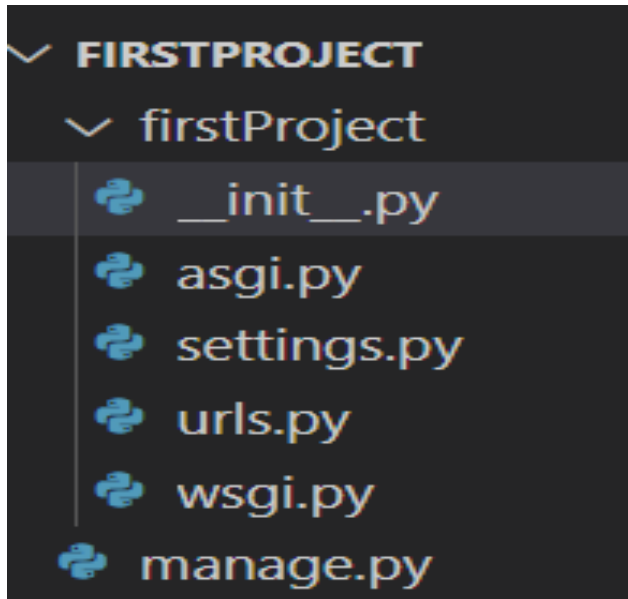 FIRSTPROJECT
firstProject
__init__.py
asgi.py
settings.py
urls.py
wsgi.py
manage.py